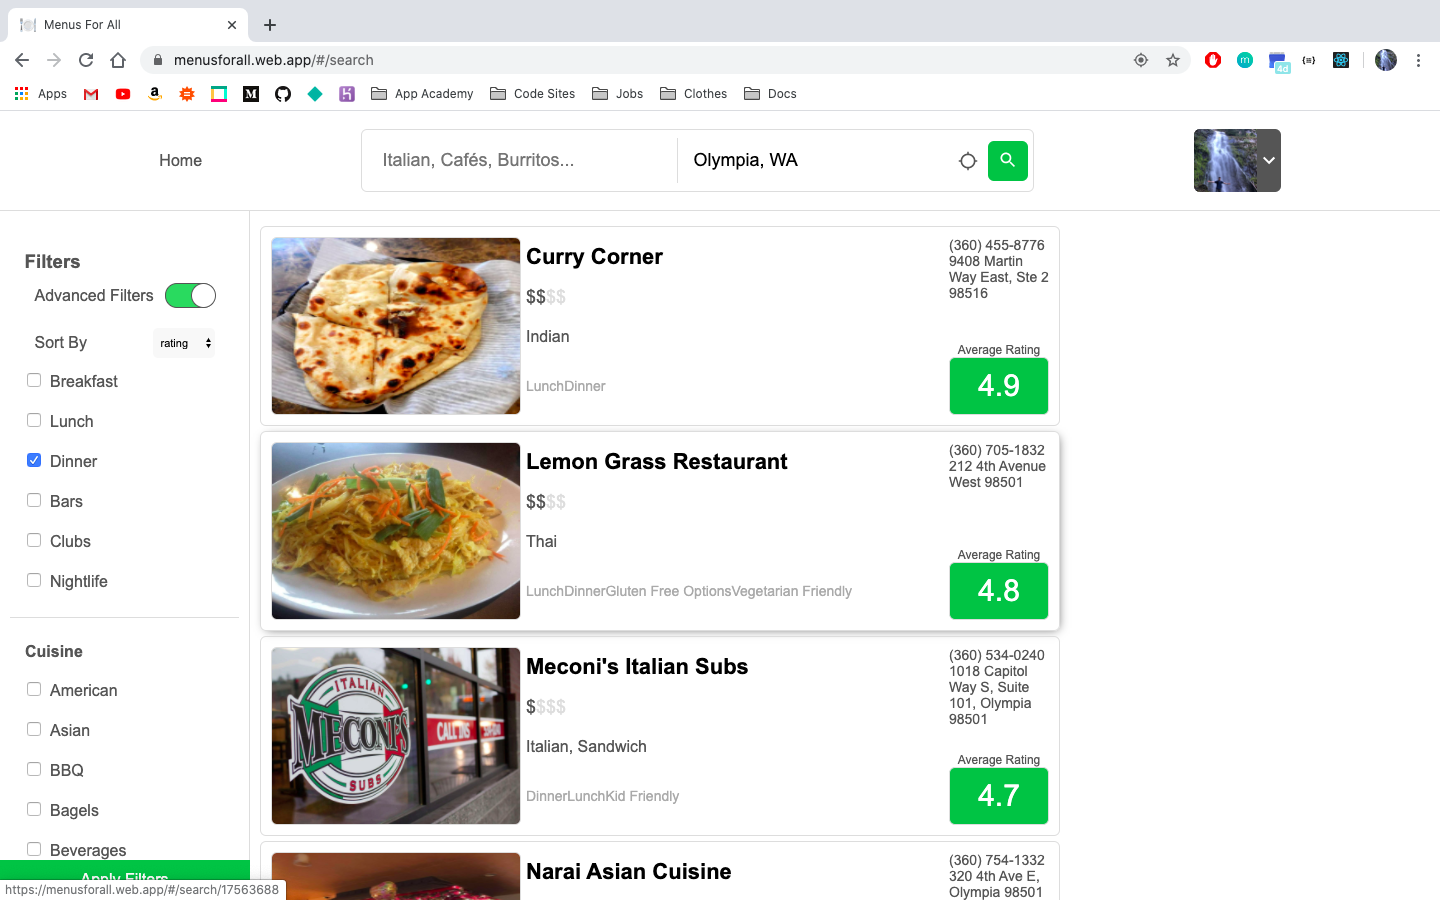 Menus For All
menusforall.web.app/#/search
4d
Apps
App Academy
Code Sites
Jobs
Clothes
Docs
Home
Italian, Cafés, Burritos...
Olympia, WA
Filters
Advanced Filters
Sort By
rating
Breakfast
Lunch
Dinner
Bars
Clubs
Nightlife
Cuisine
American
Asian
BBQ
Bagels
Beverages
Apply Filters
https://menusforall.web.app/#/search/17563688
Curry Corner
$$$$
Indian
LunchDinner
(360) 455-8776
9408 Martin
Way East, Ste 2
98516
Average Rating
4.9
Lemon Grass Restaurant
$$$$
Thai
LunchDinnerGluten Free OptionsVegetarian Friendly
(360) 705-1832
212 4th Avenue
West 98501
Average Rating
4.8
ITALIAN
MECONI'S
SUBS
Meconi's Italian Subs
$$$$
Italian, Sandwich
DinnerLunchKid Friendly
(360) 534-0240
1018 Capitol
Way S, Suite
101, Olympia
98501
Average Rating
4.7
Narai Asian Cuisine
(360) 754-1332
320 4th Ave E,
Olympia 98501